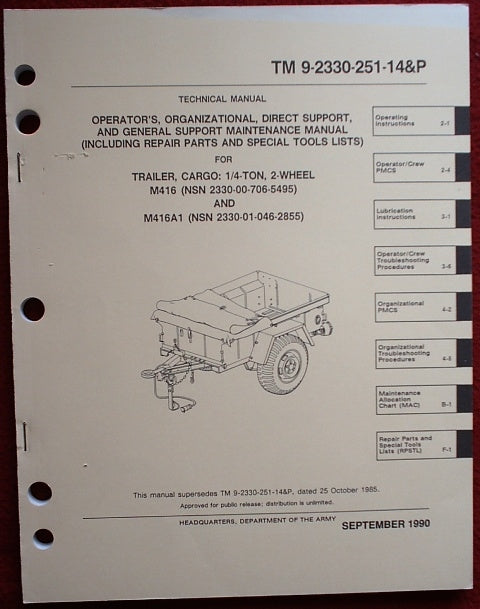 TM 9-2330-251-14&P
TECHNICAL MANUAL
OPERATOR'S, ORGANIZATIONAL, DIRECT SUPPORT,
AND GENERAL SUPPORT MAINTENANCE MANUAL
(INCLUDING REPAIR PARTS AND SPECIAL TOOLS LISTS)
FOR
TRAILER, CARGO: 1/4-TON, 2-WHEEL
M416 (NSN 2330-00-706-5495)
AND
M416A1 (NSN 2330-01-046-2855)
Operating
Instructions 2-1
Operator/Crew
PMCS 2-4
Lubrication
Instructions 3-1
Operator/Crew
Troubleshooting
Procedures 3-6
Organizational
PMCS 4-2
Organizational
Troubleshooting
Procedures 4-5
Maintenance
Allocation
Chart (MAC) B-1
Repair Parts and
Special Tools
Lists (RPSTL) F-1
This manual supersedes TM 9-2330-251-14&P, dated 25 October 1985.
Approved for public release; distribution is unlimited.
HEADQUARTERS, DEPARTMENT OF THE ARMY
SEPTEMBER 1990